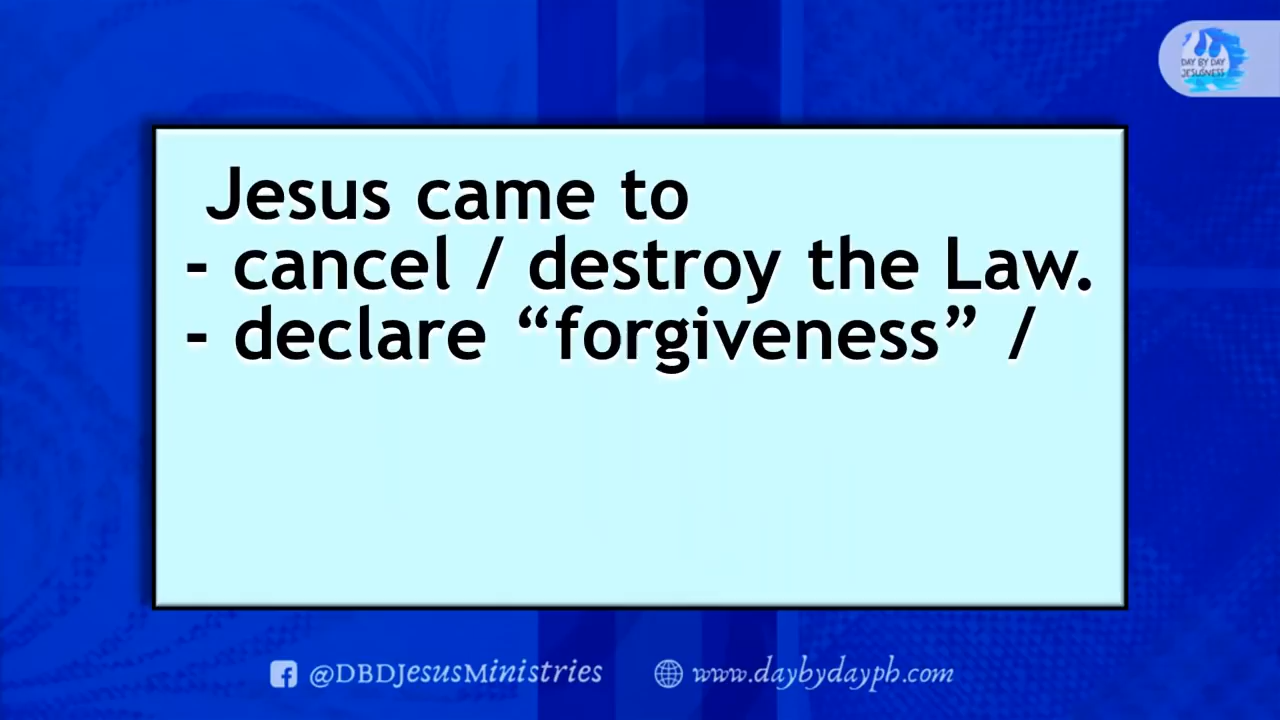 DAY BY DAY
JESUSNESS
Jesus came to
- cancel / destroy the Law.
- declare “forgiveness” /
@DBDJesusMinistries
www.daybydayph.com